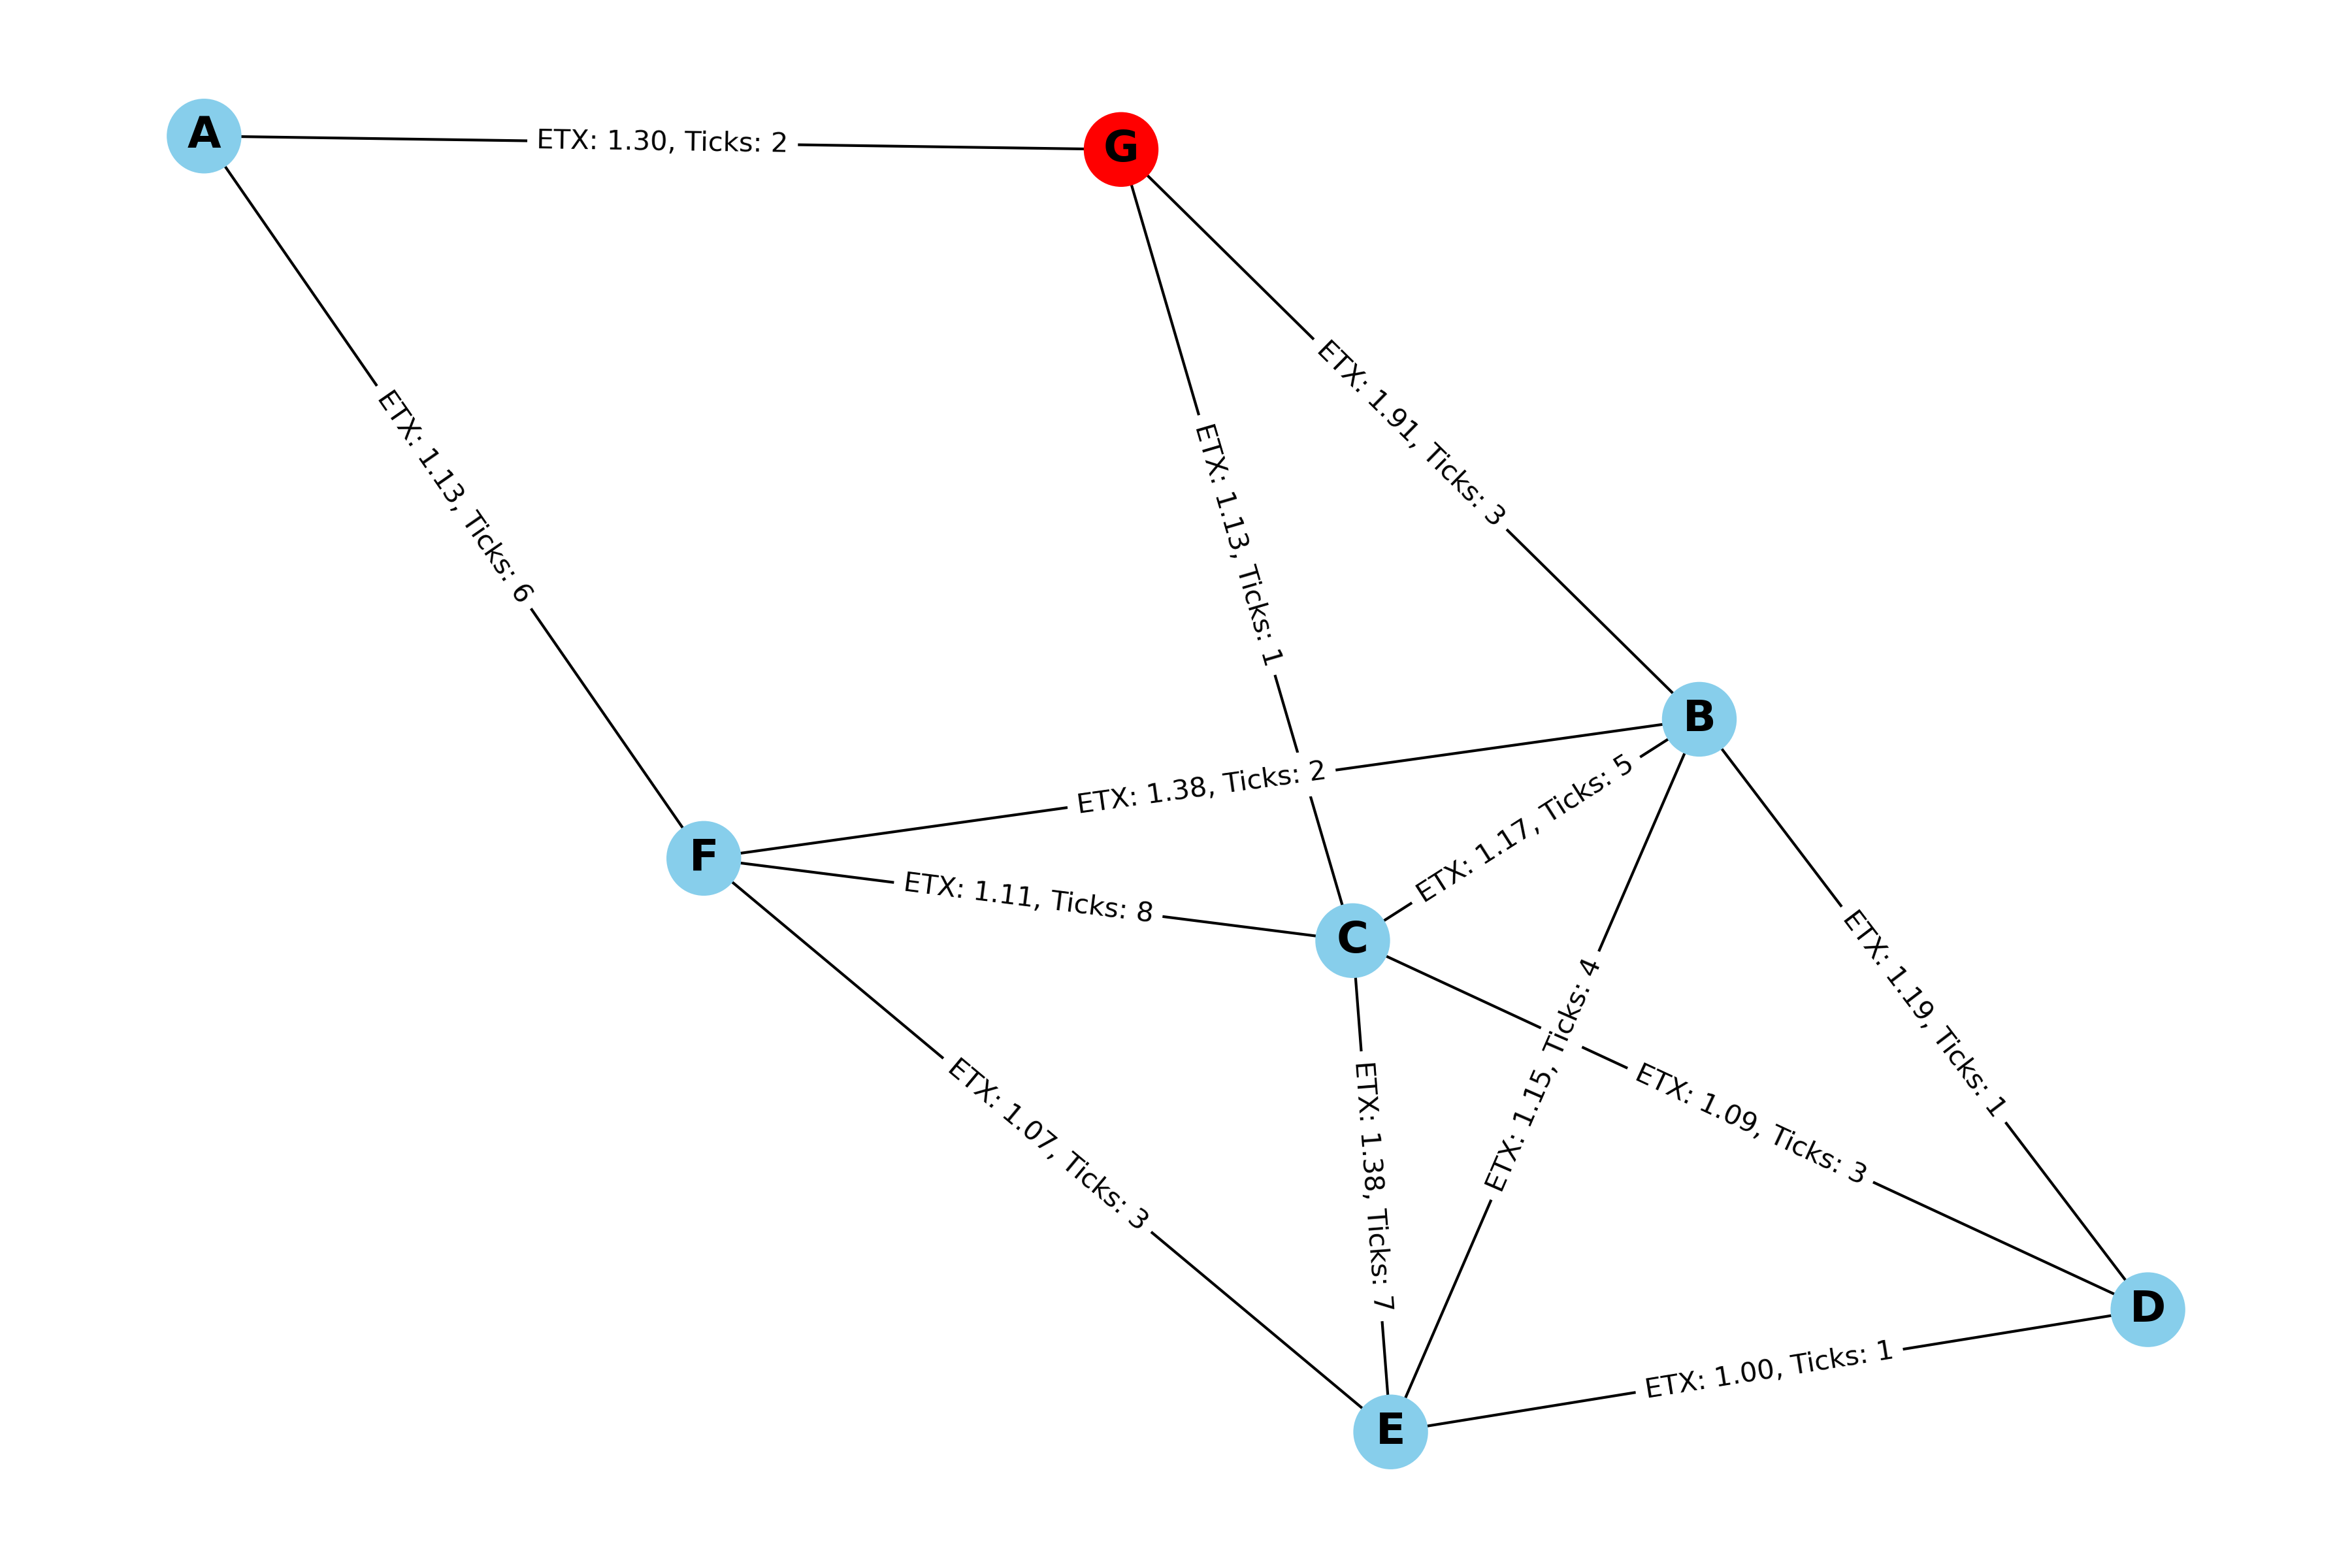 A
ETX: 1.30, Ticks: 2
G
ETX: 1.91, Ticks: 3
ETX: 1.13, Ticks: 6
ETX: 1.13, Ticks: 1
B
ETX: 1.38, Ticks: 2
ETX: 1.17, Ticks: 5
F
ETX: 1.11, Ticks: 8
C
ETX: 1.19, Ticks: 1
ETX: 1.15, Ticks: 4
ETX: 1.09, Ticks: 3
ETX: 1.07, Ticks: 3
ETX: 1.38, Ticks: 7
D
ETX: 1.00, Ticks: 1
E